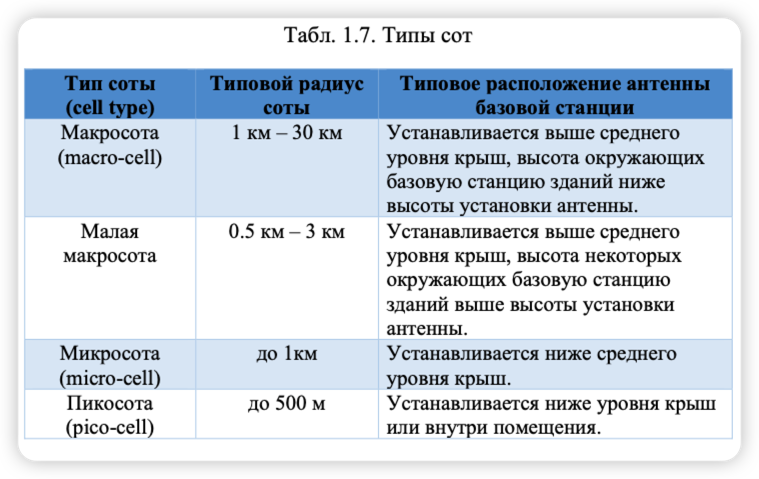 Табл. 1.7. Типы сот
Тип соты
(cell type)
Типовой радиус
соты
Типовое расположение антенны
базовой станции
Макросота
(macro-cell)
1 км – 30 км
Устанавливается выше среднего
уровня крыш, высота окружающих
базовую станцию зданий ниже
высоты установки антенны.
Малая
макросота
0.5 км – 3 км
Устанавливается выше среднего
уровня крыш, высота некоторых
окружающих базовую станцию
зданий выше высоты установки
антенны.
Микросота
(micro-cell)
до 1км
Устанавливается ниже среднего
уровня крыш.
Пикосота
(pico-cell)
до 500 м
Устанавливается ниже уровня крыш
или внутри помещения.